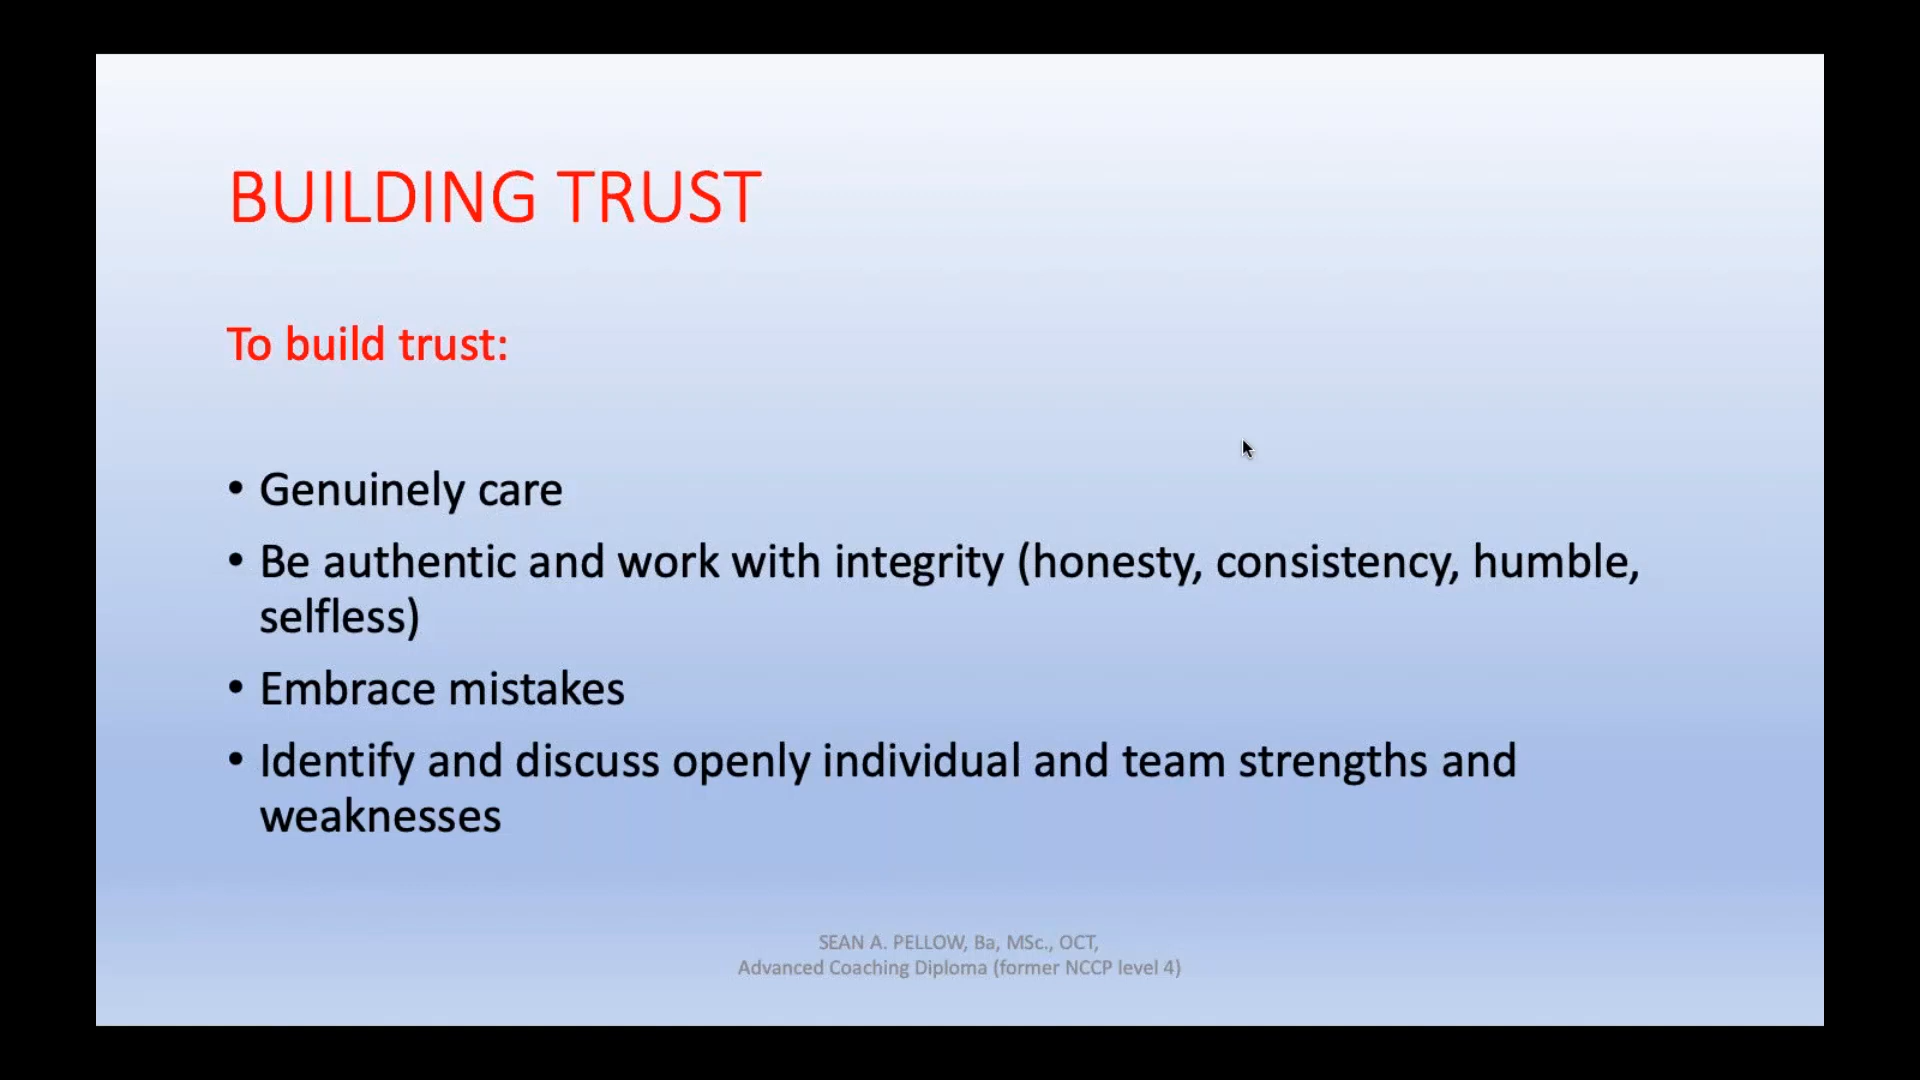 BUILDING TRUST
To build trust:
• Genuinely care
• Be authentic and work with integrity (honesty, consistency, humble,
selfless)
• Embrace mistakes
• Identify and discuss openly individual and team strengths and
weaknesses
SEAN A. PELLOW, Ba, MSc., OCT,
Advanced Coaching Diploma (former NCCP level 4)